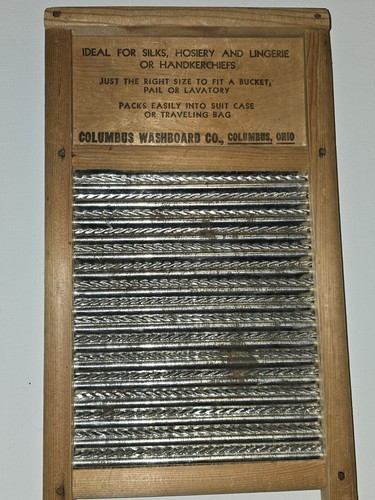 IDEAL FOR SILKS, HOSIERY AND LINGERIE
OR HANDKERCHIEFS
JUST THE RIGHT SIZE TO FIT A BUCKET,
PAIL OR LAVATORY
PACKS EASILY INTO SUIT CASE
OR TRAVELING BAG
COLUMBUS WASHBOARD CO., COLUMBUS, OHIO